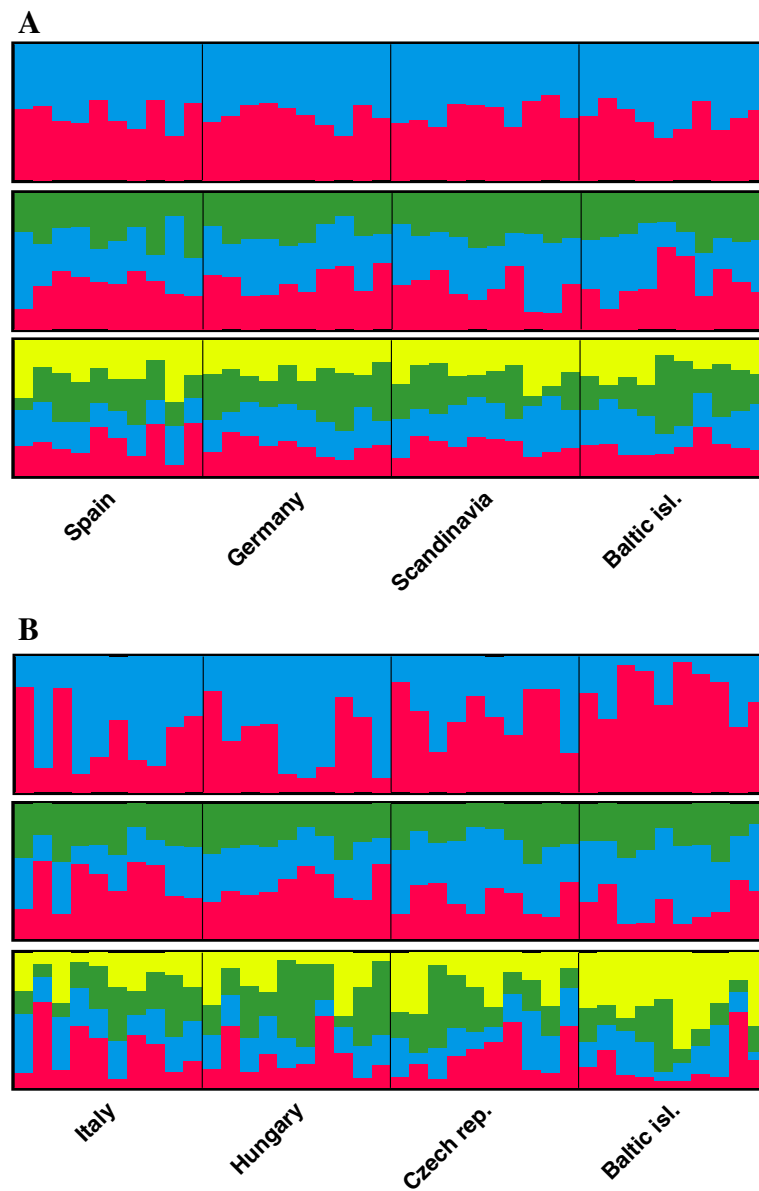 A
Spain
Germany
Scandinavia
Baltic isl.
B
Italy
Hungary
Czech rep.
Baltic isl.